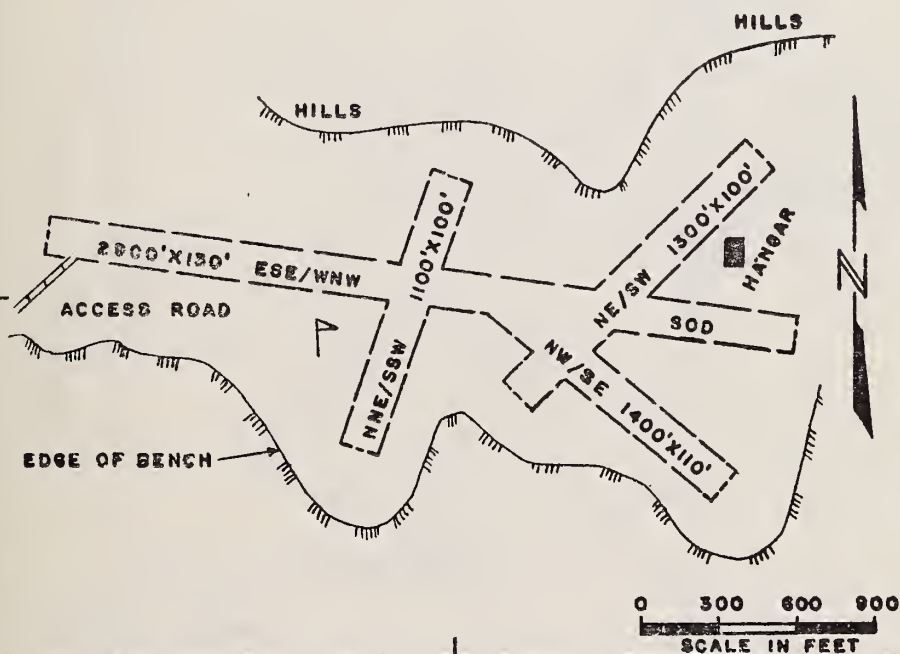 HILLS
HILLS
2900'X130' ESE/WNW
1100'X100'
1300'X100'
HANGAR
NE/SW
SOD
ACCESS ROAD
NNE/SSW
NW/SE 1400'X110'
EDGE OF BENCH
N
0 300 600 900
SCALE IN FEET